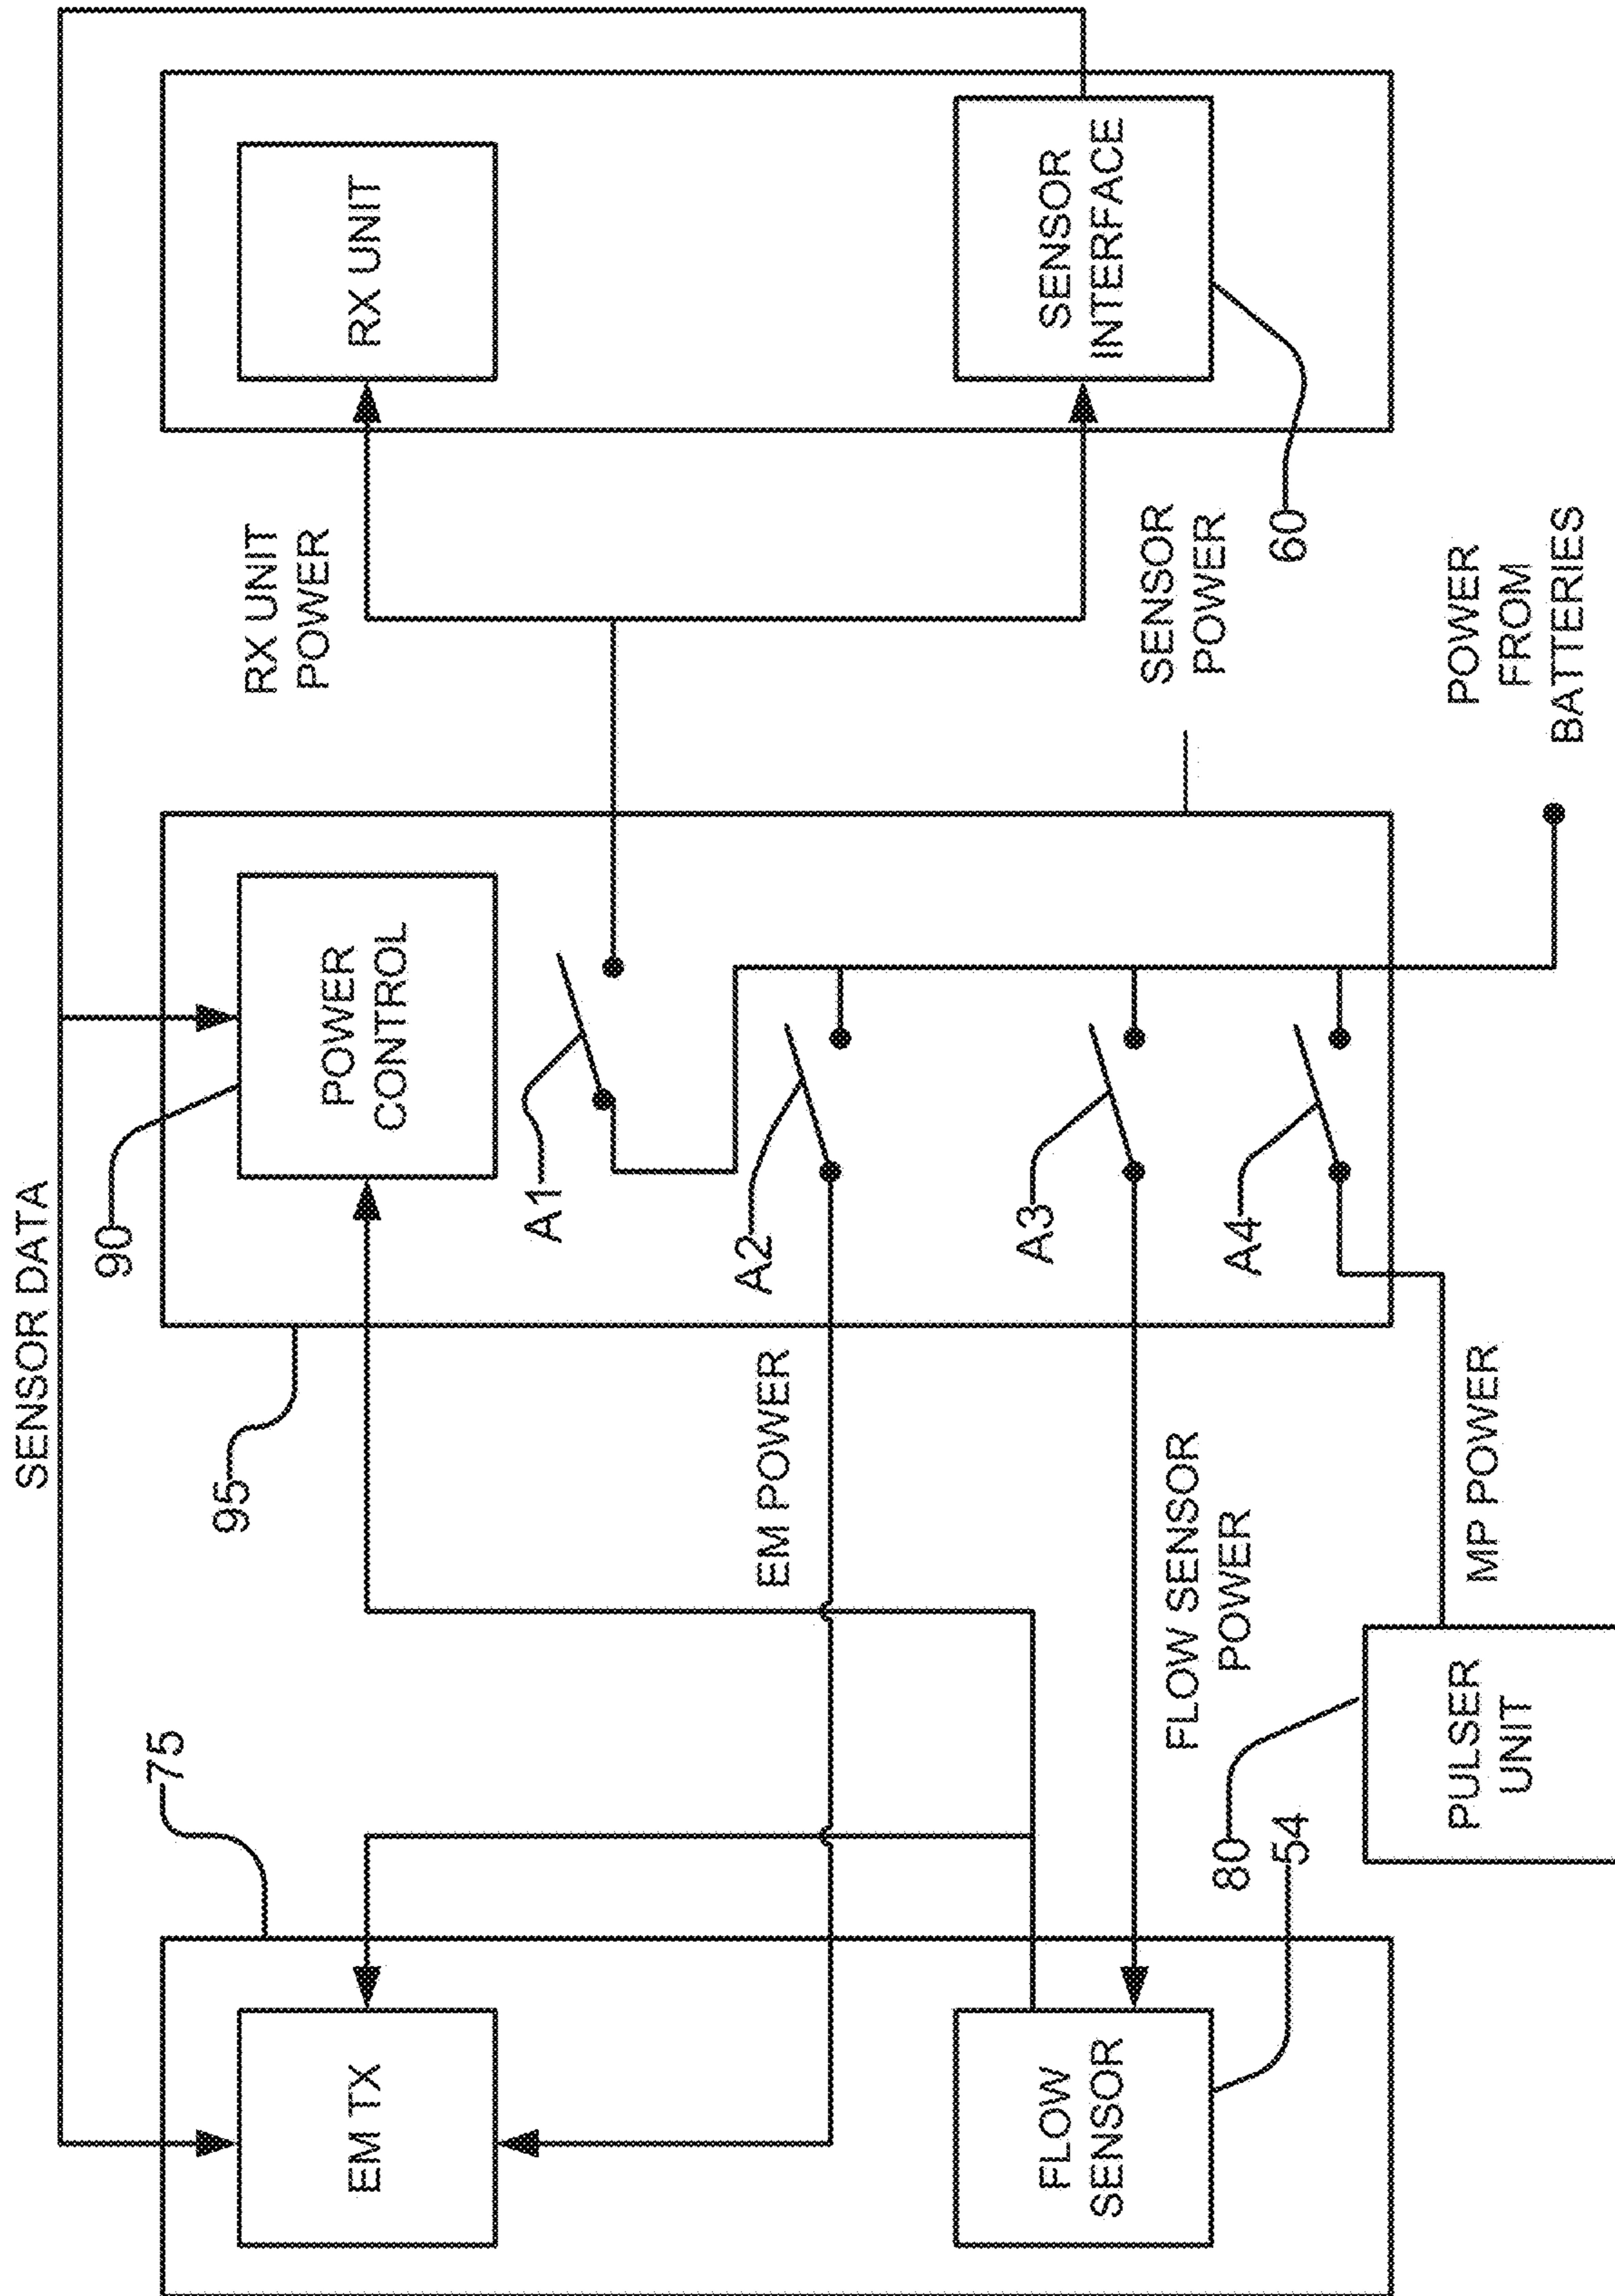 SENSOR DATA
75
95
90
EM TX
FLOW
SENSOR
54
80
PULSER
UNIT
EM POWER
FLOW SENSOR
POWER
MP POWER
POWER
CONTROL
A1
A2
A3
A4
RX UNIT
POWER
SENSOR
POWER
POWER
FROM
BATTERIES
RX UNIT
SENSOR
INTERFACE
60